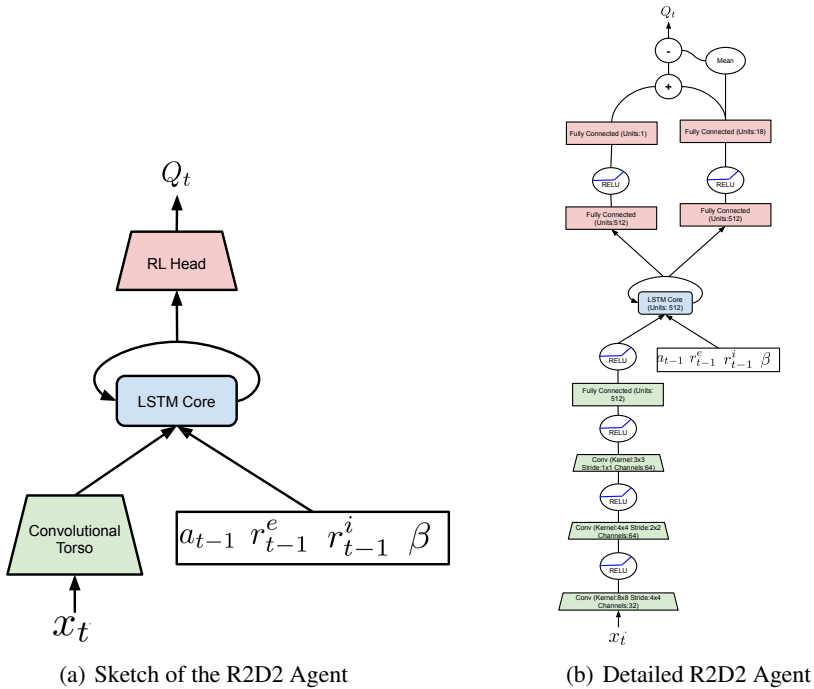 Q_t
RL Head
LSTM Core
Convolutional
Torso
a_{t-1} r^e_{t-1} r^i_{t-1} β
x_t
(a) Sketch of the R2D2 Agent
Q_t
-
Mean
+
Fully Connected (Units:1)
Fully Connected (Units:18)
RELU
RELU
Fully Connected
(Units:512)
Fully Connected
(Units:512)
LSTM Core
(Units: 512)
RELU
a_{t-1} r^e_{t-1} r^i_{t-1} β
Fully Connected (Units:
512)
RELU
Conv (Kernel:3x3
Stride:1x1 Channels:64)
RELU
Conv (Kernel:4x4 Stride:2x2
Channels:64)
RELU
Conv (Kernel:8x8 Stride:4x4
Channels:32)
x_t
(b) Detailed R2D2 Agent